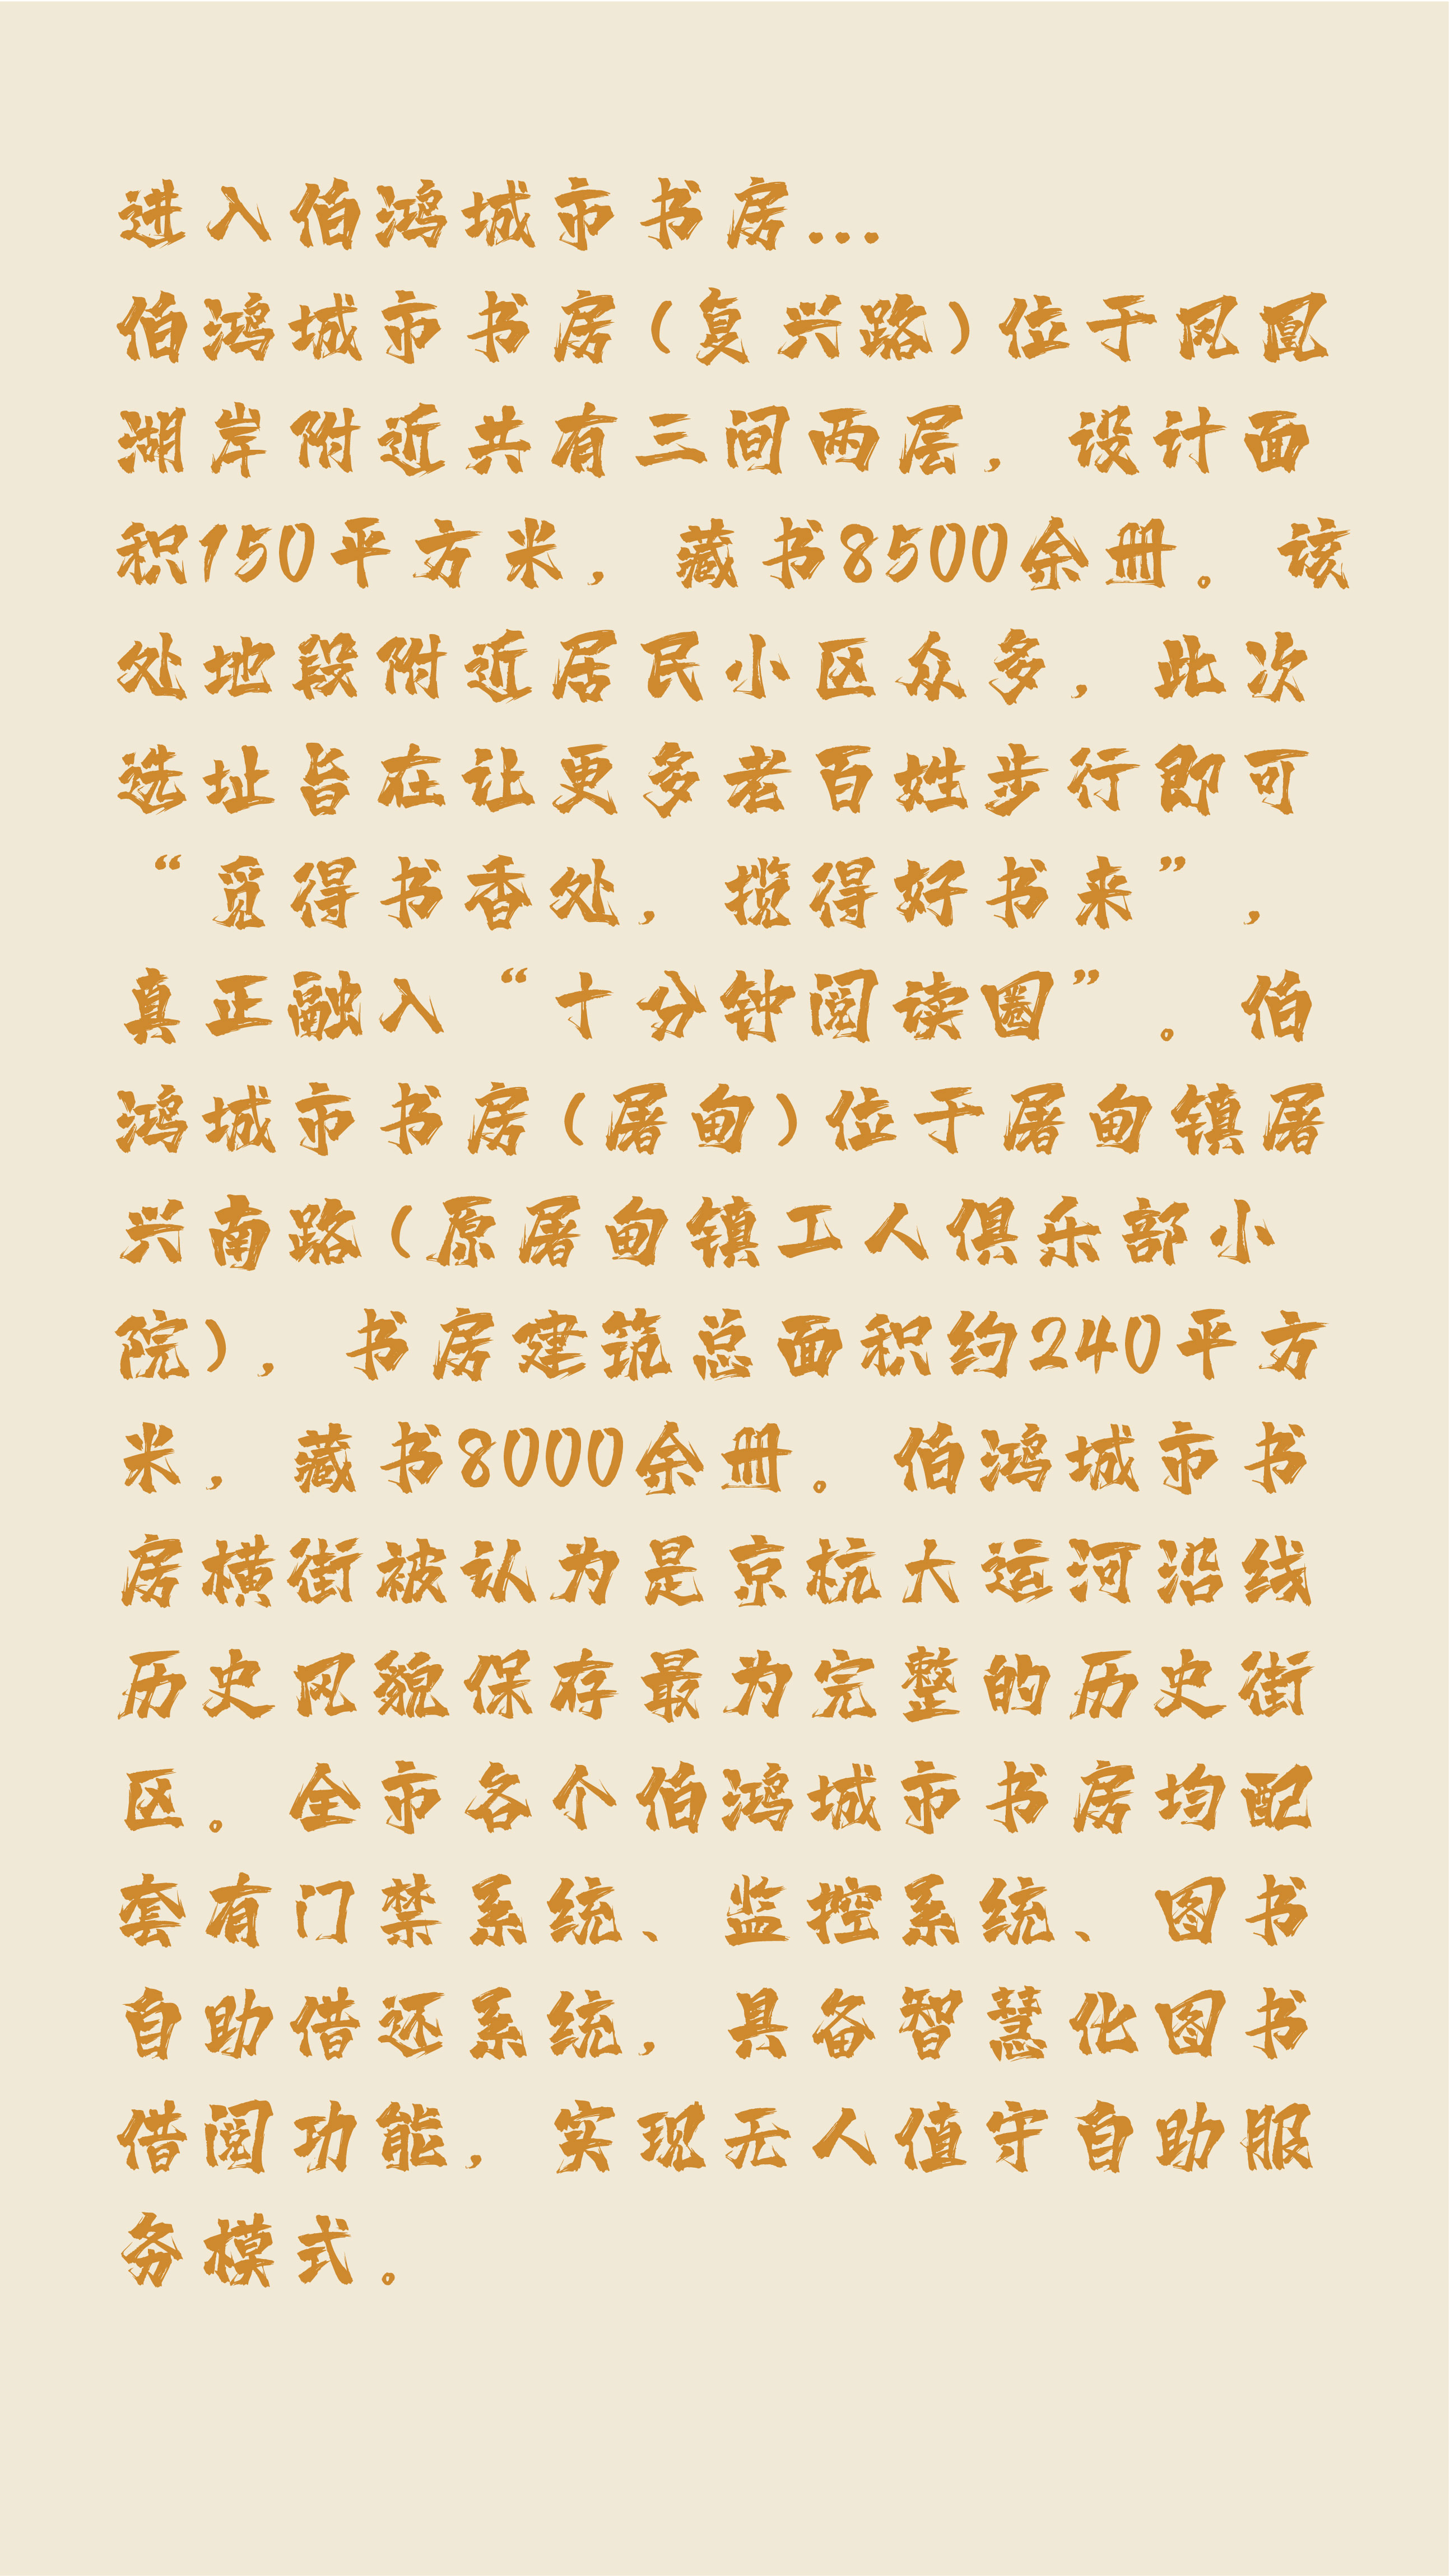 进入伯鸿城市书房...
伯鸿城市书房(复兴路)位于凤凰
湖岸附近共有三间两层，设计面
积150平方米，藏书8500余册。该
处地段附近居民小区众多，此次
选址旨在让更多老百姓步行即可
“觅得书香处，揽得好书来”，
真正融入“十分钟阅读圈”。伯
鸿城市书房(屠甸)位于屠甸镇屠
兴南路(原屠甸镇工人俱乐部小
院)，书房建筑总面积约240平方
米，藏书8000余册。伯鸿城市书
房横街被认为是京杭大运河沿线
历史风貌保存最为完整的历史街
区。全市各个伯鸿城市书房均配
套有门禁系统、监控系统、图书
自助借还系统，具备智慧化图书
借阅功能，实现无人值守自助服
务模式。